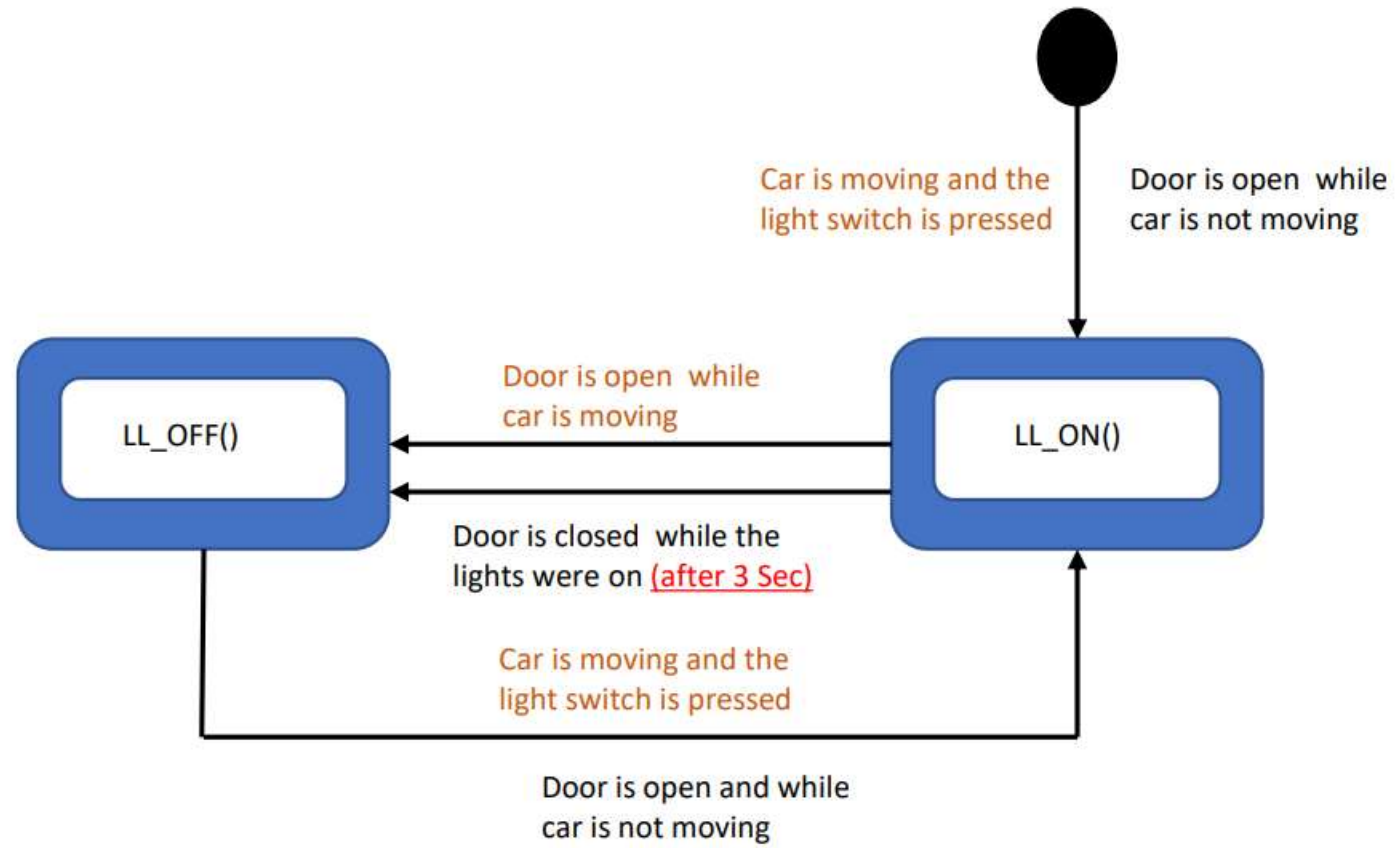 Car is moving and the
light switch is pressed
Door is open  while
car is not moving
Door is open  while
car is moving
LL_OFF()
LL_ON()
Door is closed  while the
lights were on (after 3 Sec)
Car is moving and the
light switch is pressed
Door is open and while
car is not moving